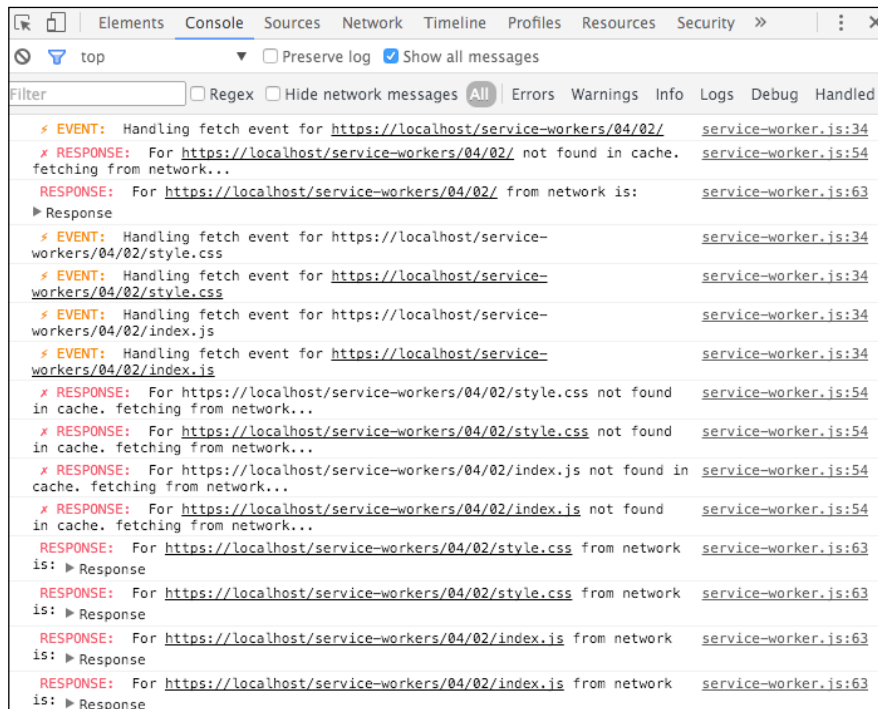 Elements Console Sources Network Timeline Profiles Resources Security »
top ▼ Preserve log Show all messages
Filter Regex Hide network messages All Errors Warnings Info Logs Debug Handled
⚡ EVENT: Handling fetch event for https://localhost/service-workers/04/02/ service-worker.js:34
✗ RESPONSE: For https://localhost/service-workers/04/02/ not found in cache. service-worker.js:54
fetching from network...
RESPONSE: For https://localhost/service-workers/04/02/ from network is: service-worker.js:63
▶ Response
⚡ EVENT: Handling fetch event for https://localhost/service- service-worker.js:34
workers/04/02/style.css
⚡ EVENT: Handling fetch event for https://localhost/service- service-worker.js:34
workers/04/02/style.css
⚡ EVENT: Handling fetch event for https://localhost/service- service-worker.js:34
workers/04/02/index.js
⚡ EVENT: Handling fetch event for https://localhost/service- service-worker.js:34
workers/04/02/index.js
✗ RESPONSE: For https://localhost/service-workers/04/02/style.css not found service-worker.js:54
in cache. fetching from network...
✗ RESPONSE: For https://localhost/service-workers/04/02/style.css not found service-worker.js:54
in cache. fetching from network...
✗ RESPONSE: For https://localhost/service-workers/04/02/index.js not found in service-worker.js:54
cache. fetching from network...
✗ RESPONSE: For https://localhost/service-workers/04/02/index.js not found service-worker.js:54
in cache. fetching from network...
RESPONSE: For https://localhost/service-workers/04/02/style.css from network service-worker.js:63
is: ▶ Response
RESPONSE: For https://localhost/service-workers/04/02/style.css from network service-worker.js:63
is: ▶ Response
RESPONSE: For https://localhost/service-workers/04/02/index.js from network service-worker.js:63
is: ▶ Response
RESPONSE: For https://localhost/service-workers/04/02/index.js from network service-worker.js:63
is: ▶ Response